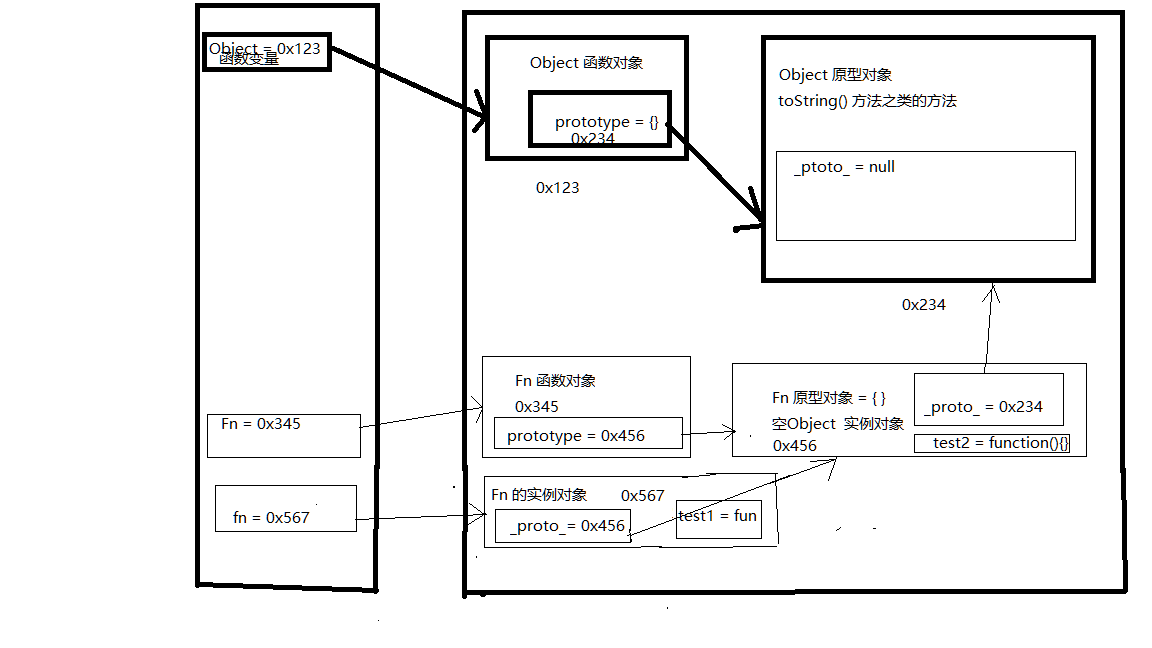 Object = 0x123
函数变量
Object 函数对象
prototype = {}
0x234
0x123
Object 原型对象
toString() 方法之类的方法
_ptoto_ = null
0x234
Fn = 0x345
fn = 0x567
Fn 函数对象
0x345
prototype = 0x456
Fn 原型对象 = { }
空Object 实例对象
0x456
_proto_ = 0x234
test2 = function(){}
Fn 的实例对象 0x567
_proto_= 0x456
test1 = fun